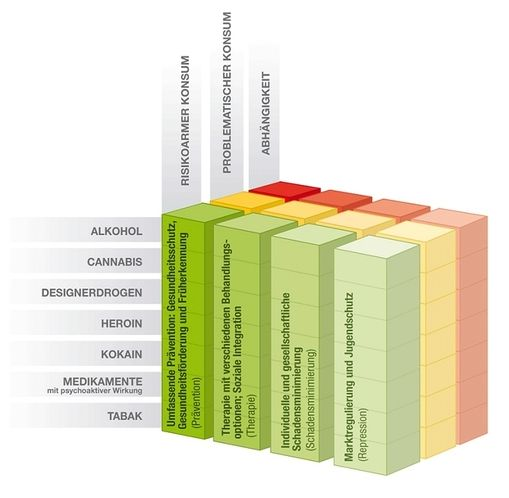 RISIKOARMER KONSUM
PROBLEMATISCHER KONSUM
ABHÄNGIGKEIT
ALKOHOL
CANNABIS
DESIGNERDROGEN
HEROIN
KOKAIN
MEDIKAMENTE
mit psychoaktiver Wirkung
TABAK
Umfassende Prävention: Gesundheitsschutz,
Gesundheitsförderung und Früherkennung
(Prävention)
Therapie mit verschiedenen Behandlungs-
optionen; Soziale Integration
(Therapie)
Individuelle und gesellschaftliche
Schadensminimierung
(Schadensminimierung)
Marktregulierung und Jugendschutz
(Repression)